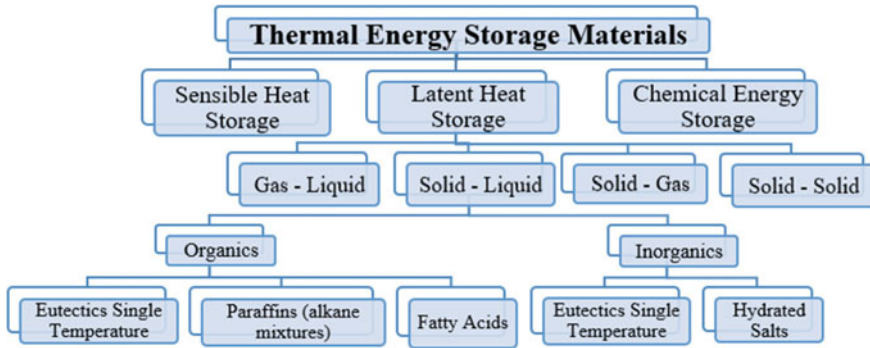 Thermal Energy Storage Materials
Sensible Heat
Storage
Latent Heat
Storage
Chemical Energy
Storage
Gas - Liquid
Solid - Liquid
Solid - Gas
Solid - Solid
Organics
Inorganics
Eutectics Single
Temperature
Paraffins (alkane
mixtures)
Fatty Acids
Eutectics Single
Temperature
Hydrated
Salts